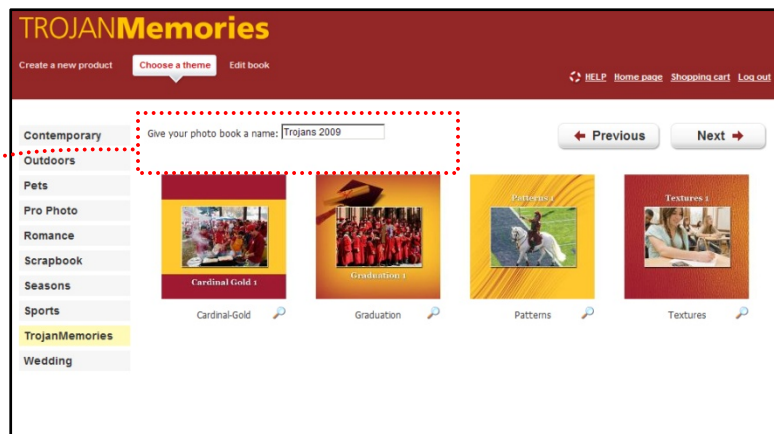 TROJANMemories
Create a new product
Choose a theme
Edit book
HELP Home page Shopping cart Log out
Contemporary
Outdoors
Pets
Pro Photo
Romance
Scrapbook
Seasons
Sports
TrojanMemories
Wedding
Give your photo book a name: Trojans 2009
Previous
Next
Cardinal Gold 1
Graduation 1
Patterns 1
Textures 1
Cardinal-Gold
Graduation
Patterns
Textures